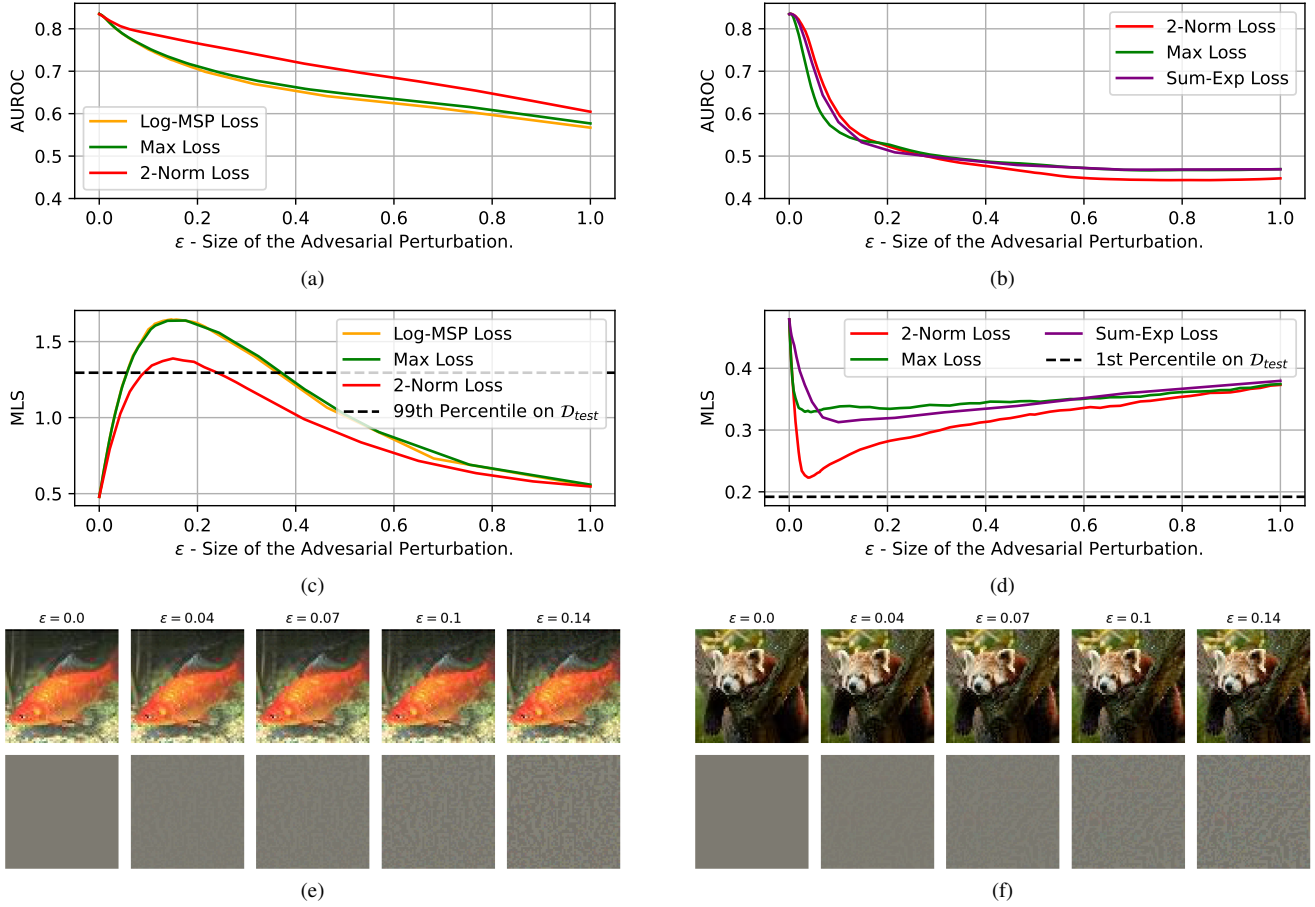 0.8
0.7
0.6
0.5
0.4
AUROC
Log-MSP Loss
Max Loss
2-Norm Loss
0.0 0.2 0.4 0.6 0.8 1.0
ε - Size of the Advesarial Perturbation.
(a)
0.8
0.7
0.6
0.5
0.4
AUROC
2-Norm Loss
Max Loss
Sum-Exp Loss
0.0 0.2 0.4 0.6 0.8 1.0
ε - Size of the Advesarial Perturbation.
(b)
1.5
1.0
0.5
MLS
Log-MSP Loss
Max Loss
2-Norm Loss
99th Percentile on 𝒟test
0.0 0.2 0.4 0.6 0.8 1.0
ε - Size of the Advesarial Perturbation.
(c)
0.4
0.3
0.2
MLS
2-Norm Loss
Max Loss
Sum-Exp Loss
1st Percentile on 𝒟test
0.0 0.2 0.4 0.6 0.8 1.0
ε - Size of the Advesarial Perturbation.
(d)
ε = 0.0 ε = 0.04 ε = 0.07 ε = 0.1 ε = 0.14
(e)
ε = 0.0 ε = 0.04 ε = 0.07 ε = 0.1 ε = 0.14
(f)